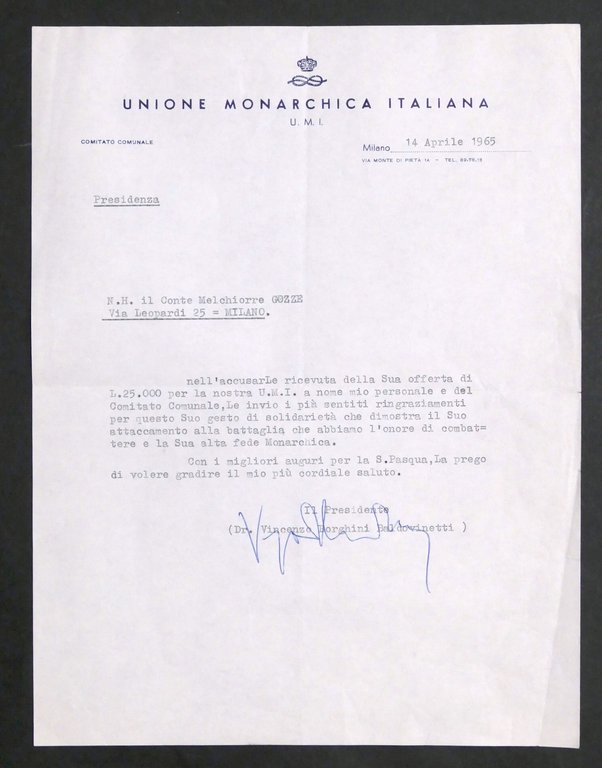 UNIONE MONARCHICA ITALIANA
U. M. I.
COMITATO COMUNALE
Milano 14 Aprile 1965
VIA MONTE DI PIETA 14 - TEL. 89-78.18
Presidenza
N.H. il Conte Melchiorre GOZZE
Via Leopardi 25 = MILANO.
nell'accusarLe ricevuta della Sua offerta di
L.25.000 per la nostra U.M.I. a nome mio personale e del
Comitato Comunale,Le invio i più sentiti ringraziamenti
per questo Suo gesto di solidarietà che dimostra il Suo
attaccamento alla battaglia che abbiamo l'onore di combat=
tere e la Sua alta fede Monarchica.
Con i migliori auguri per la S.Pasqua,La prego
di volere gradire il mio più cordiale saluto.
Il Presidente
(Dr. Vincenzo Borghini Baldovinetti )